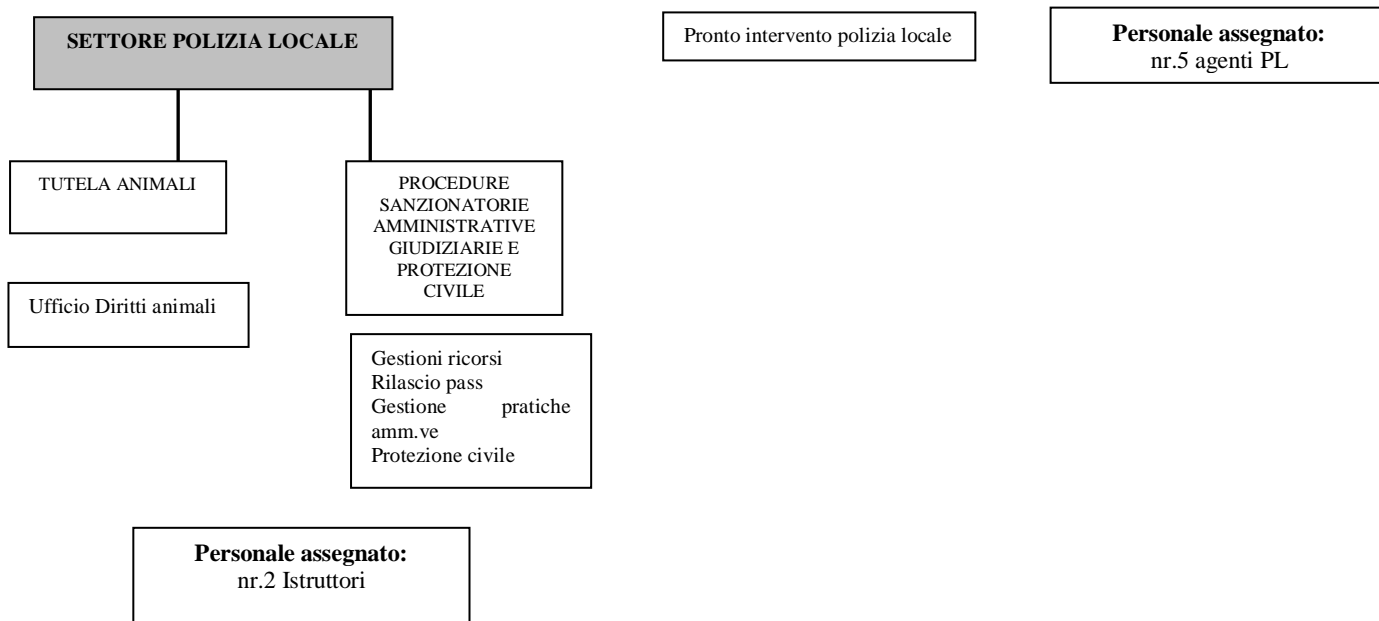 SETTORE POLIZIA LOCALE
Pronto intervento polizia locale
Personale assegnato:
nr.5 agenti PL
TUTELA ANIMALI
PROCEDURE
SANZIONATORIE
AMMINISTRATIVE
GIUDIZIARIE E
PROTEZIONE
CIVILE
Ufficio Diritti animali
Gestioni ricorsi
Rilascio pass
Gestione pratiche
amm.ve
Protezione civile
Personale assegnato:
nr.2 Istruttori